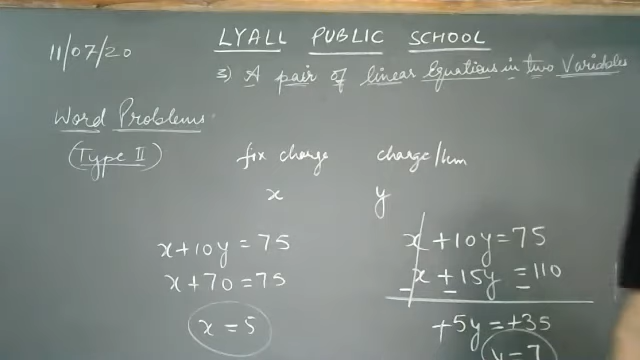 11/07/20
LYALL PUBLIC SCHOOL
3) A pair of linear Equations in two Variables
Word Problems
(Type II)
fix charge
charge/km
x
y
x+10y=75
x+70=75
x=5
x+10y=75
- x + 15y = 110
-
-
+5y=+35
y=7